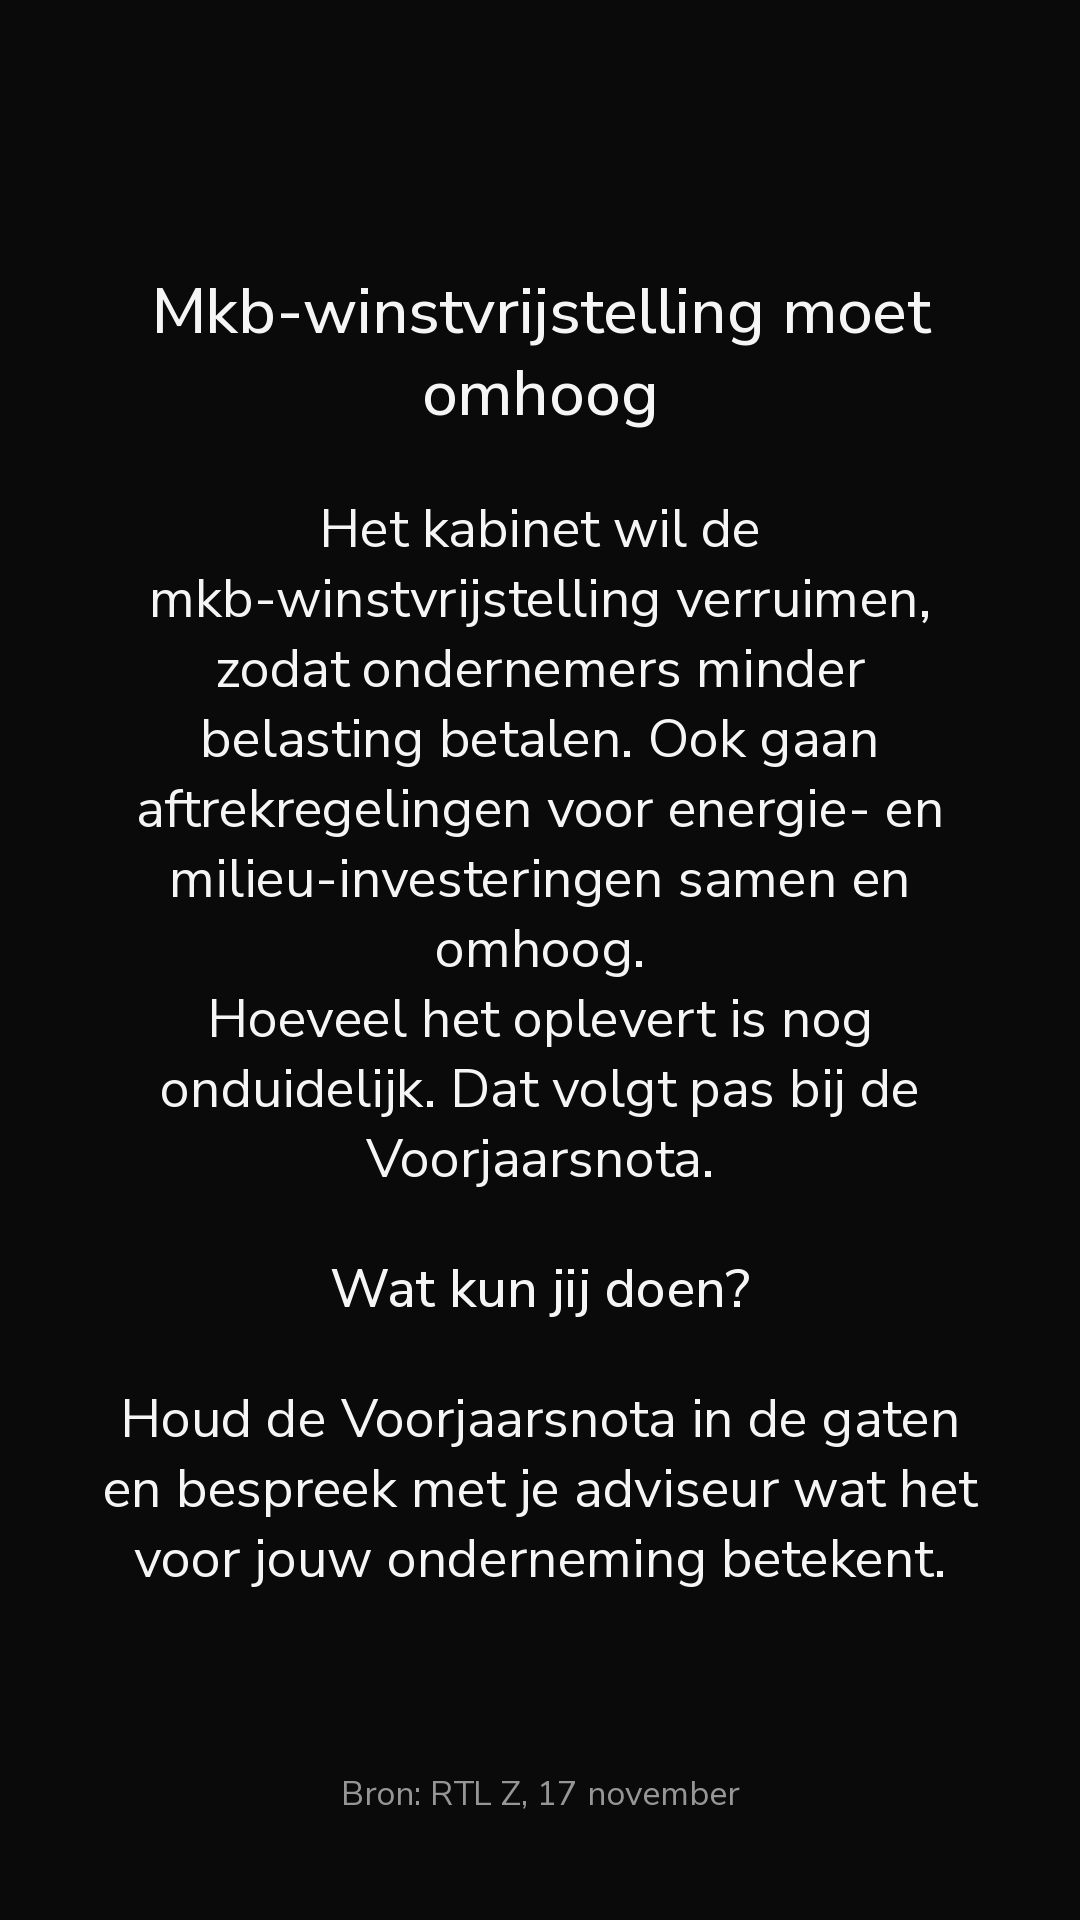 Mkb-winstvrijstelling moet
omhoog
Het kabinet wil de
mkb-winstvrijstelling verruimen,
zodat ondernemers minder
belasting betalen. Ook gaan
aftrekregelingen voor energie- en
milieu-investeringen samen en
omhoog.
Hoeveel het oplevert is nog
onduidelijk. Dat volgt pas bij de
Voorjaarsnota.
Wat kun jij doen?
Houd de Voorjaarsnota in de gaten
en bespreek met je adviseur wat het
voor jouw onderneming betekent.
Bron: RTL Z, 17 november